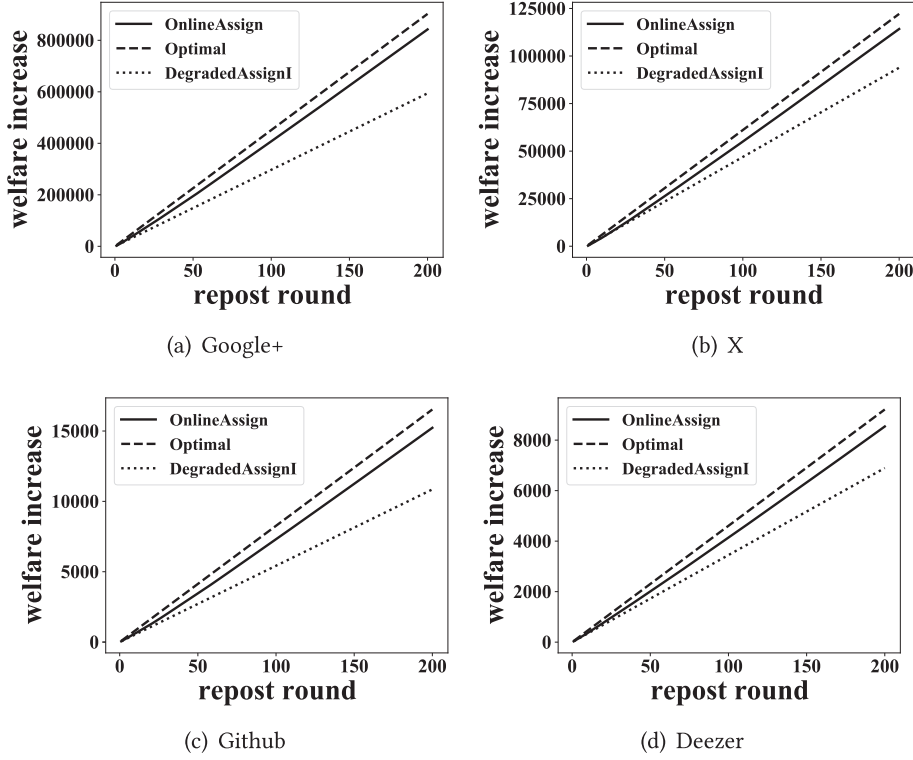 OnlineAssign
Optimal
DegradedAssignI
welfare increase
800000
600000
400000
200000
0
0 50 100 150 200
repost round
(a) Google+
OnlineAssign
Optimal
DegradedAssignI
welfare increase
125000
100000
75000
50000
25000
0
0 50 100 150 200
repost round
(b) X
OnlineAssign
Optimal
DegradedAssignI
welfare increase
15000
10000
5000
0
0 50 100 150 200
repost round
(c) Github
OnlineAssign
Optimal
DegradedAssignI
welfare increase
8000
6000
4000
2000
0
0 50 100 150 200
repost round
(d) Deezer